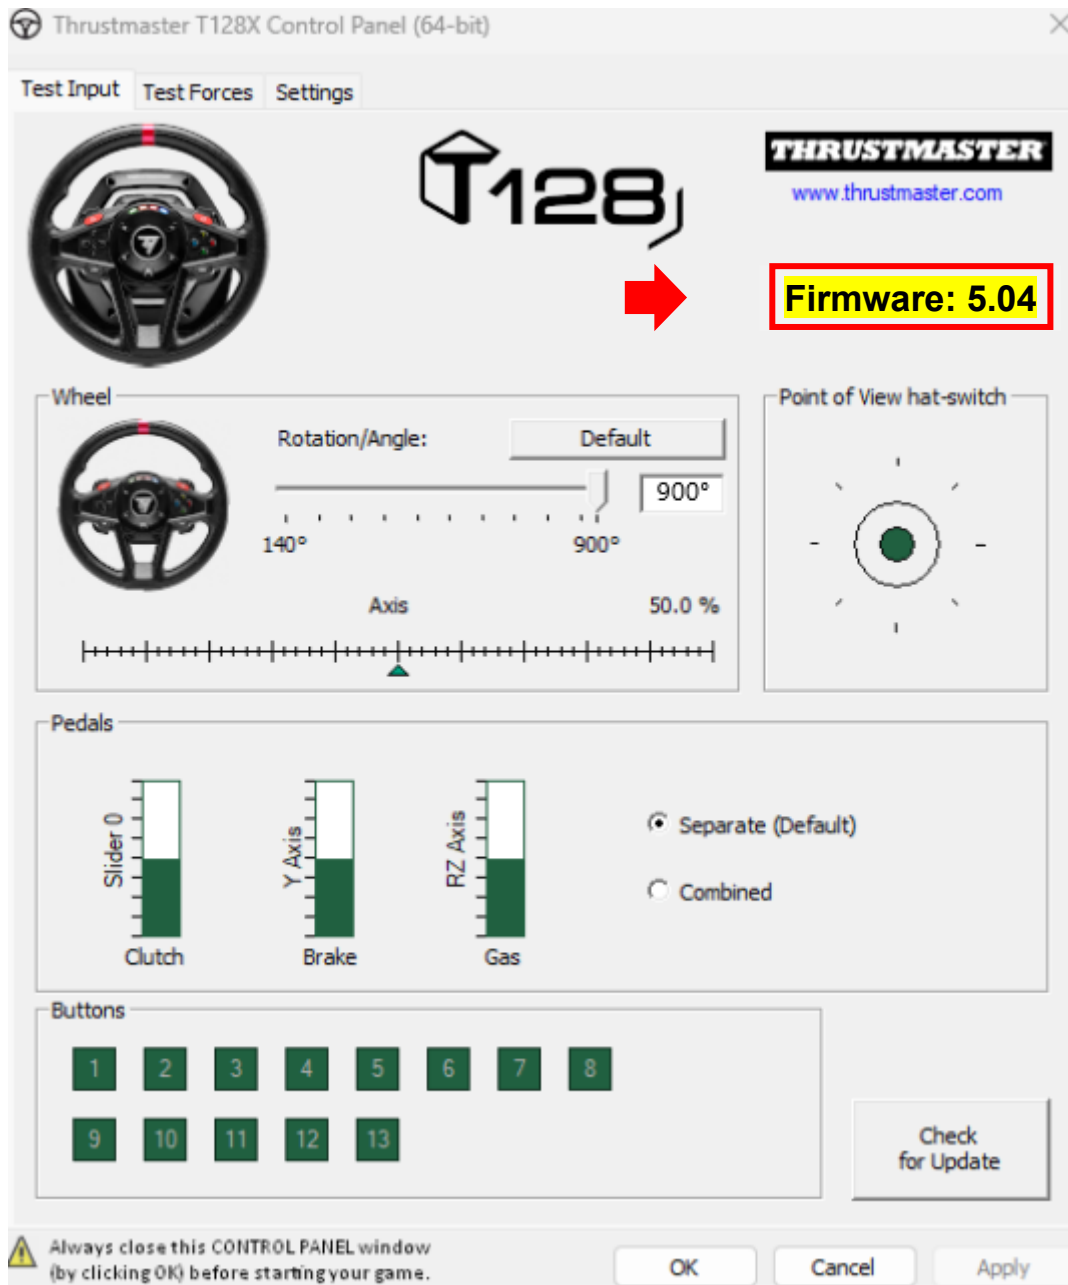 Thrustmaster T128X Control Panel (64-bit)
Test Input Test Forces Settings
T128
THRUSTMASTER
www.thrustmaster.com
Firmware: 5.04
Wheel
Rotation/Angle: Default
900°
140° 900°
Axis 50.0 %
Point of View hat-switch
Pedals
Slider 0
Clutch
Y Axis
Brake
RZ Axis
Gas
Separate (Default)
Combined
Buttons
1 2 3 4 5 6 7 8
9 10 11 12 13
Check
for Update
Always close this CONTROL PANEL window
(by clicking OK) before starting your game.
OK Cancel Apply